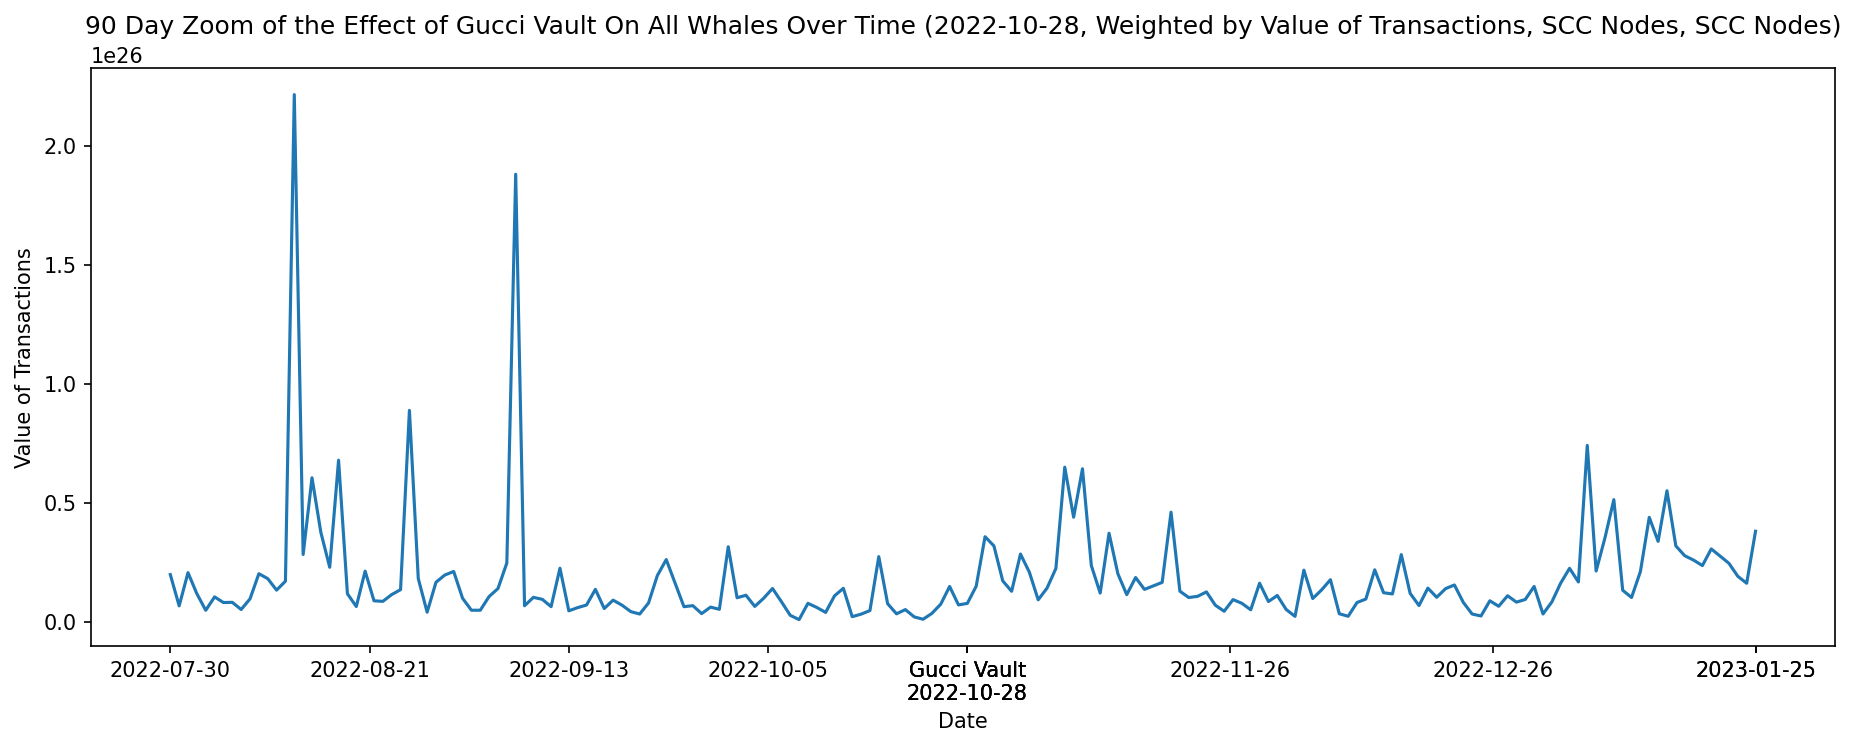 90 Day Zoom of the Effect of Gucci Vault On All Whales Over Time (2022-10-28, Weighted by Value of Transactions, SCC Nodes, SCC Nodes)
1e26
2.0
1.5
1.0
0.5
0.0
Value of Transactions
2022-07-30 2022-08-21 2022-09-13 2022-10-05 Gucci Vault 2022-11-26 2022-12-26 2023-01-25
2022-10-28
Date